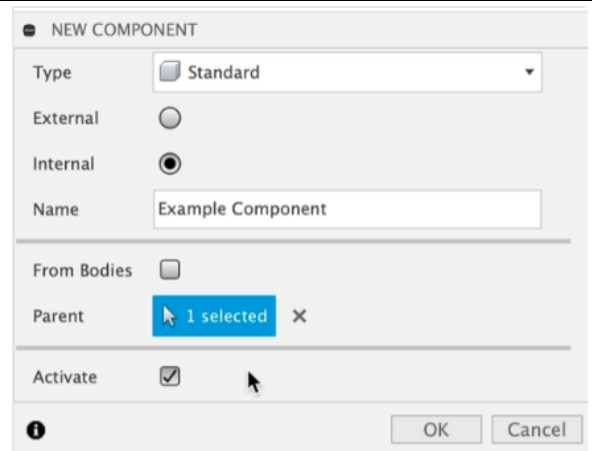 NEW COMPONENT
Type Standard
External
Internal
Name Example Component
From Bodies
Parent 1 selected
Activate
OK Cancel